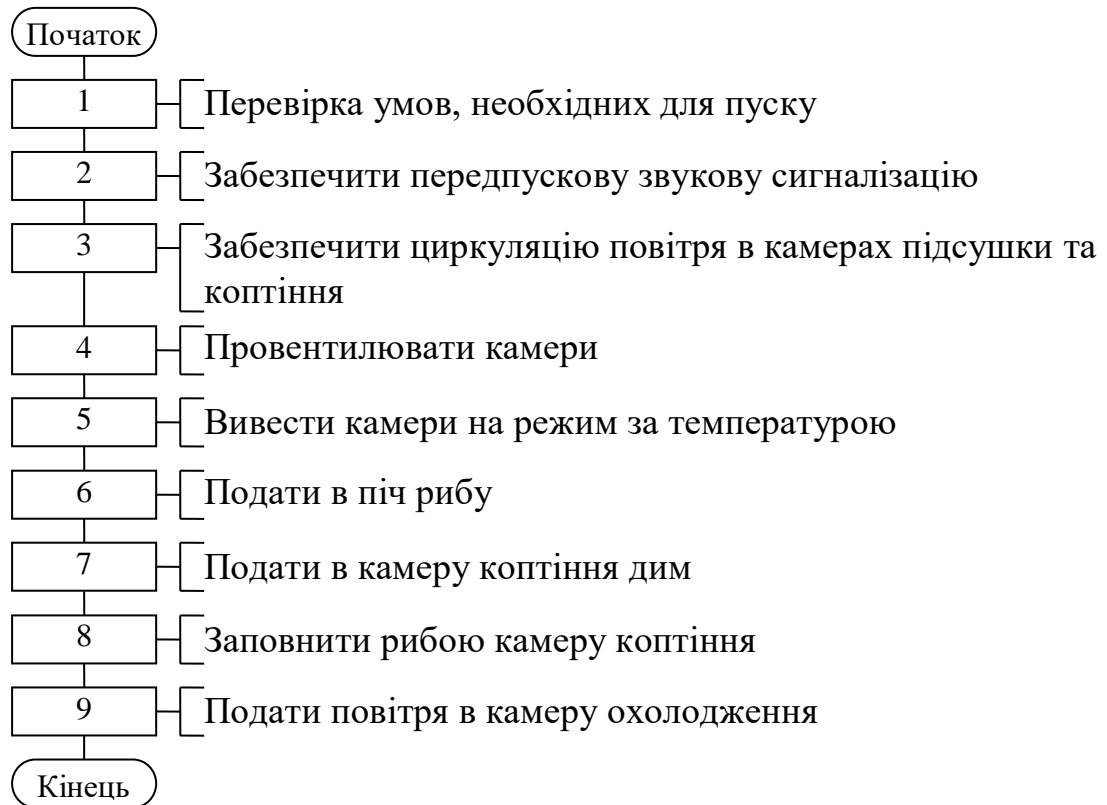 Початок
1 Перевірка умов, необхідних для пуску
2 Забезпечити передпускову звукову сигналізацію
3 Забезпечити циркуляцію повітря в камерах підсушки та
коптіння
4 Провентилювати камери
5 Вивести камери на режим за температурою
6 Подати в піч рибу
7 Подати в камеру коптіння дим
8 Заповнити рибою камеру коптіння
9 Подати повітря в камеру охолодження
Кінець